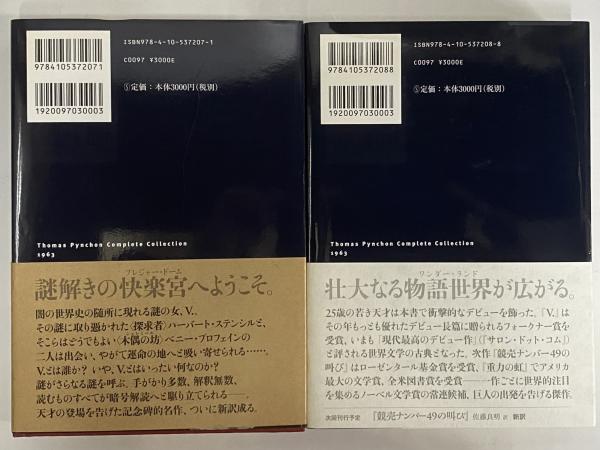 ISBN978-4-10-537207-1
C0097 ¥3000E
9784105372071
Ⓢ定価：本体3000円(税別)
1920097030003
Thomas Pynchon Complete Collection
1963
プレジャー・ドーム
謎解きの快楽宮へようこそ。
闇の世界史の随所に現れる謎の女、V.。
その謎に取り憑かれた〈探求者〉ハーバート・ステンシルと、
そこらはどうでもよい〈木偶の坊〉ベニー・プロフェインの
二人は出会い、やがて運命の地へと吸い寄せられる……。
V.とは誰か？ いや、V.とはいったい何なのか？
謎がさらなる謎を呼ぶ。手がかり多数、解釈無数、
読むものすべてが暗号解読へと駆り立てられる——。
天才の登場を告げた記念碑的名作、ついに新訳成る。
ISBN978-4-10-537208-8
C0097 ¥3000E
9784105372088
Ⓢ定価：本体3000円(税別)
1920097030003
Thomas Pynchon Complete Collection
1963
ワンダー・ランド
壮大なる物語世界が広がる。
25歳の若き天才は本書で衝撃的なデビューを飾った。『V.』は
その年もっとも優れたデビュー長篇に贈られるフォークナー賞を
受賞、いまも「現代最高のデビュー作」（『サロン・ドット・コム』）
と評される世界文学の古典となった。次作『競売ナンバー49の
叫び』はローゼンタール基金賞を受賞、『重力の虹』でアメリカ
最大の文学賞、全米図書賞を受賞——一作ごとに世界的注目
を集めるノーベル文学賞の常連候補、巨人の出発を告げる傑作。
次回刊行予定 『競売ナンバー49の叫び』 佐藤良明 訳 新訳